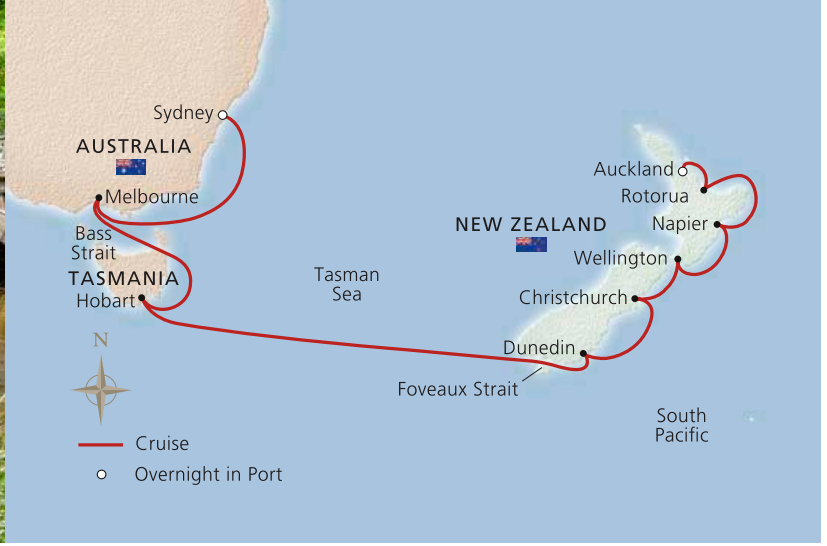 Sydney
AUSTRALIA
Melbourne
Bass
Strait
TASMANIA
Hobart
Tasman
Sea
Auckland
Rotorua
NEW ZEALAND
Napier
Wellington
Christchurch
Dunedin
Foveaux Strait
South
Pacific
N
Cruise
Overnight in Port